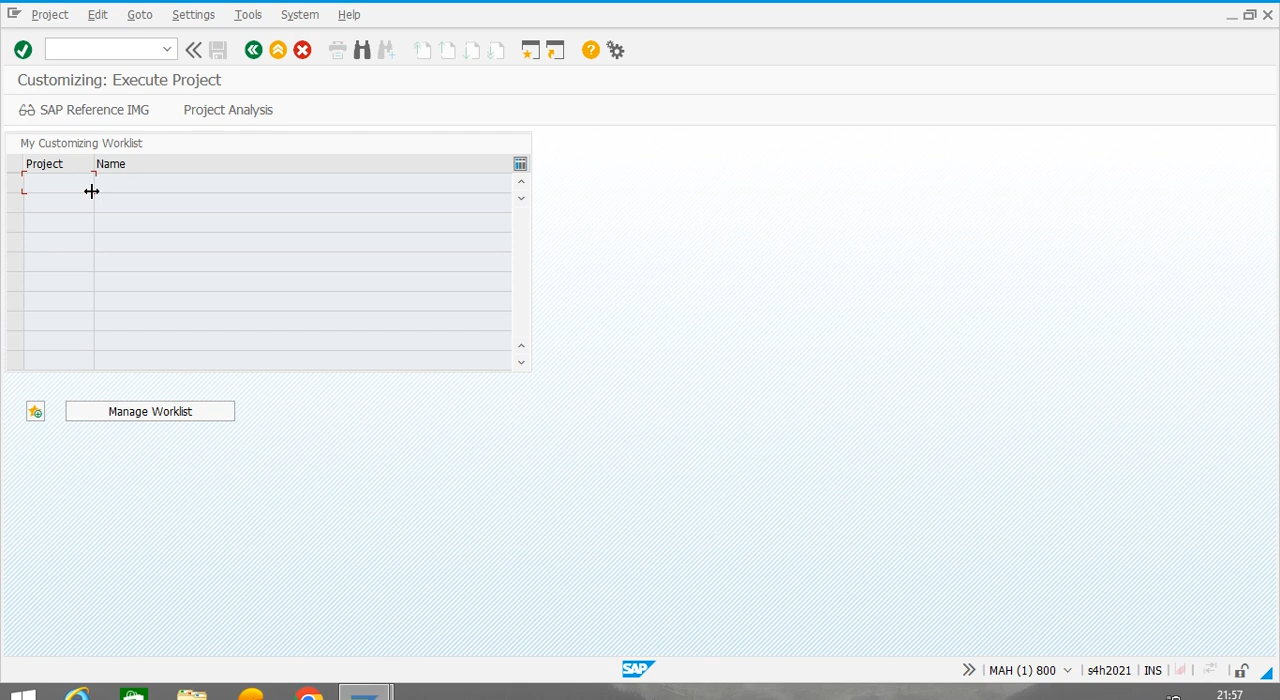 Project Edit Goto Settings Tools System Help
Customizing: Execute Project
SAP Reference IMG Project Analysis
My Customizing Worklist
Project Name
Manage Worklist
SAP
MAH (1) 800 s4h2021 INS
21:57